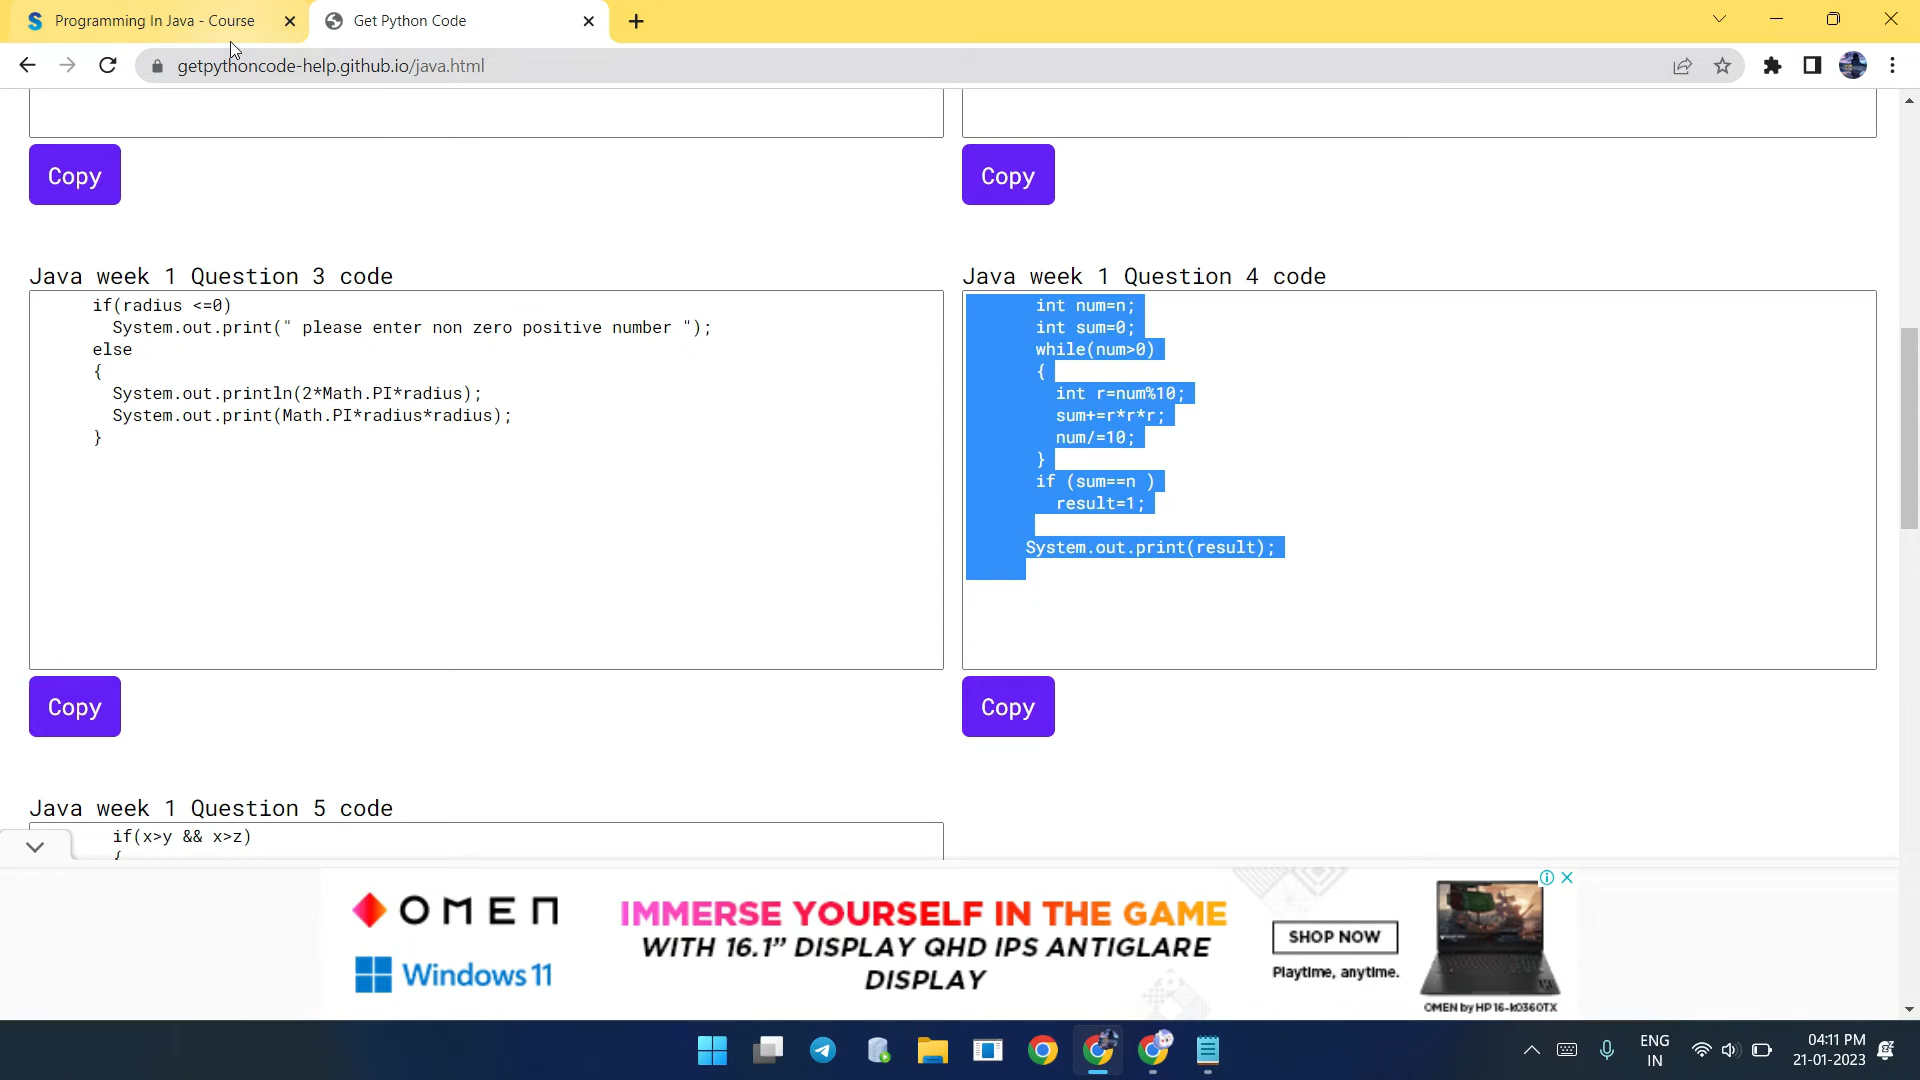 Programming In Java - Course
Get Python Code
getpythoncode-help.github.io/java.html
Copy
Copy
Java week 1 Question 3 code
if(radius <=0)
System.out.print(" please enter non zero positive number ");
else
{
System.out.println(2*Math.PI*radius);
System.out.print(Math.PI*radius*radius);
}
Java week 1 Question 4 code
int num=n;
int sum=0;
while(num>0)
{
int r=num%10;
sum+=r*r*r;
num/=10;
}
if (sum==n )
result=1;
System.out.print(result);
Copy
Copy
Java week 1 Question 5 code
if(x>y && x>z)
{
OMEN
Windows 11
IMMERSE YOURSELF IN THE GAME
WITH 16.1” DISPLAY QHD IPS ANTIGLARE
DISPLAY
SHOP NOW
Playtime, anytime.
OMEN by HP 16-k0360TX
ENG
IN
04:11 PM
21-01-2023